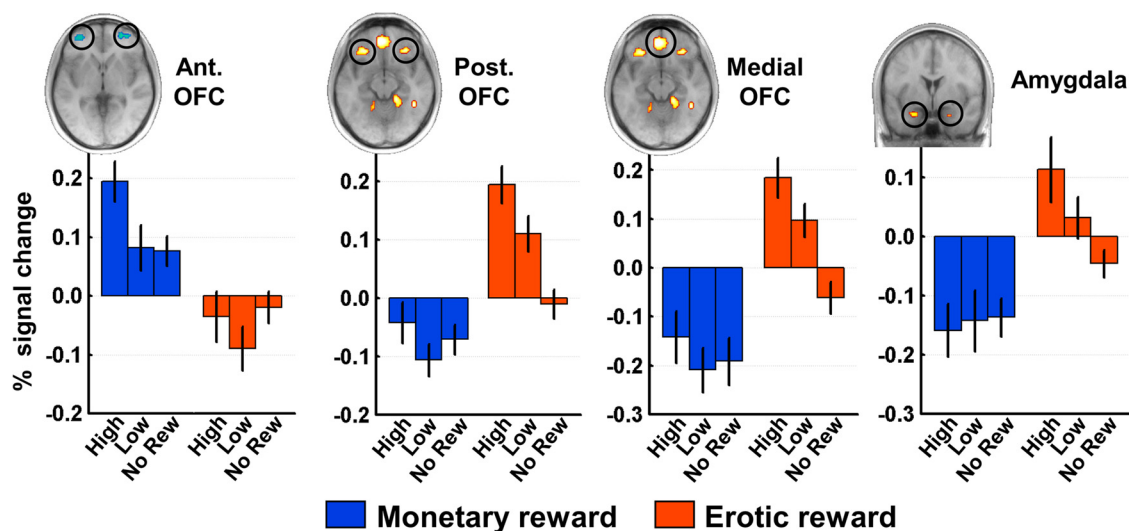 Ant.
OFC
Post.
OFC
Medial
OFC
Amygdala
% signal change
0.2
0.1
0.0
-0.1
-0.2
High
Low
No Rew
High
Low
No Rew
0.2
0.1
0.0
-0.1
-0.2
High
Low
No Rew
High
Low
No Rew
0.2
0.1
0.0
-0.1
-0.2
-0.3
High
Low
No Rew
High
Low
No Rew
0.1
0.0
-0.1
-0.3
High
Low
No Rew
High
Low
No Rew
Monetary reward
Erotic reward